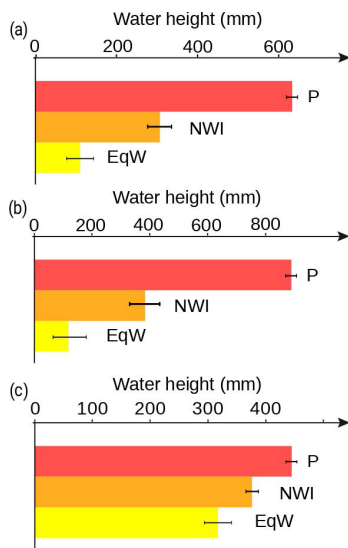 (a)
Water height (mm)
0 200 400 600
P
NWI
EqW
(b)
Water height (mm)
0 200 400 600 800
P
NWI
EqW
(c)
Water height (mm)
0 100 200 300 400
P
NWI
EqW